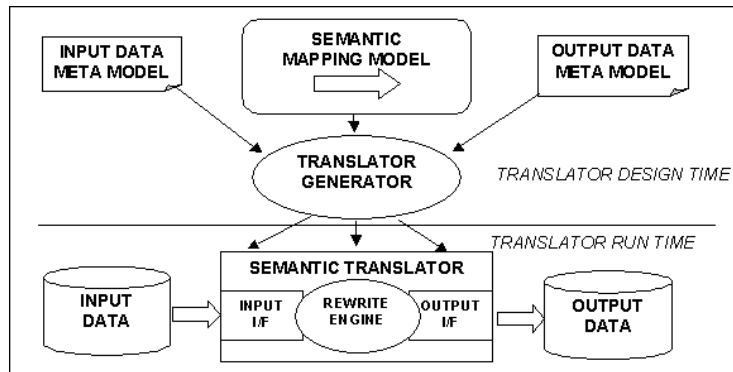 INPUT DATA
META MODEL
SEMANTIC
MAPPING MODEL
OUTPUT DATA
META MODEL
TRANSLATOR
GENERATOR
TRANSLATOR DESIGN TIME
TRANSLATOR RUN TIME
SEMANTIC TRANSLATOR
INPUT
DATA
INPUT
I/F
REWRITE
ENGINE
OUTPUT
I/F
OUTPUT
DATA